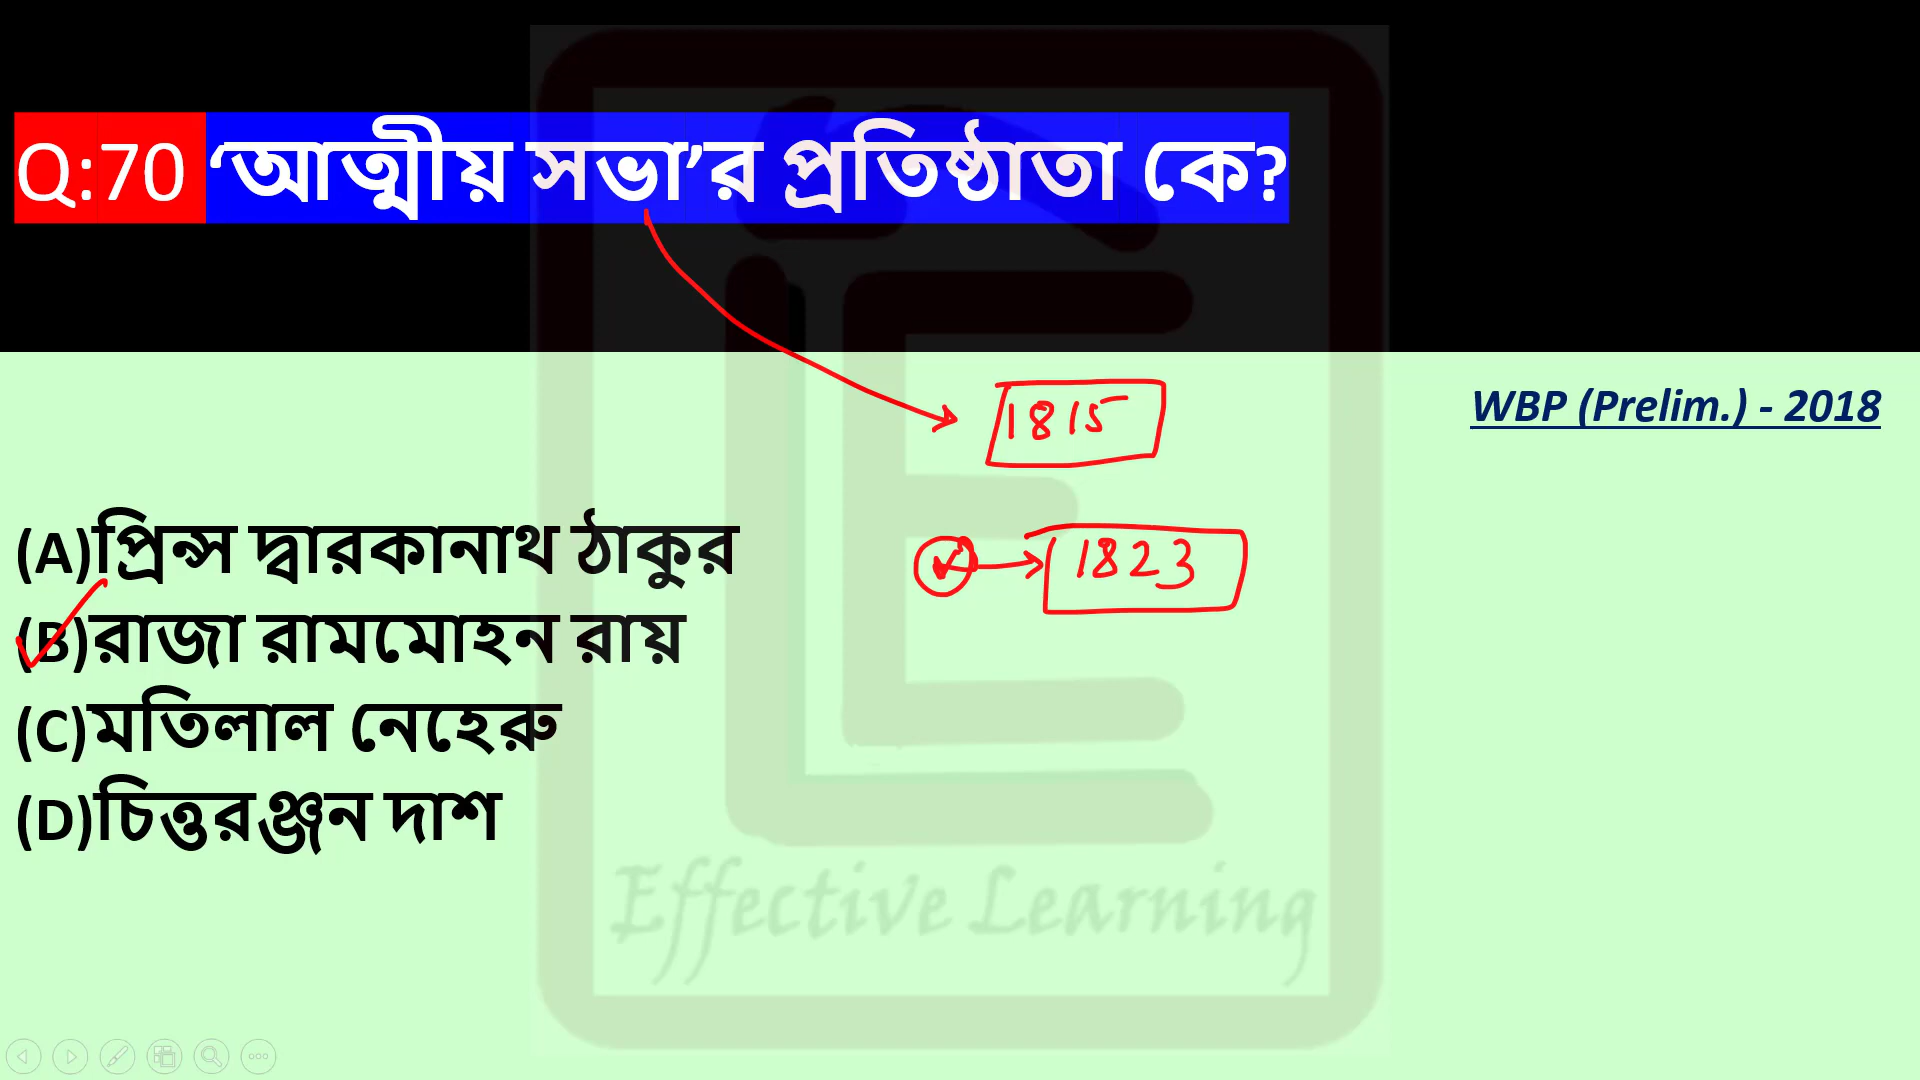 Q:70 ‘আত্মীয় সভা’র প্রতিষ্ঠাতা কে?
1815
WBP (Prelim.) - 2018
(A)প্রিন্স দ্বারকানাথ ঠাকুর
1823
(B)রাজা রামমোহন রায়
(C)মতিলাল নেহেরু
(D)চিত্তরঞ্জন দাশ
Effective Learning